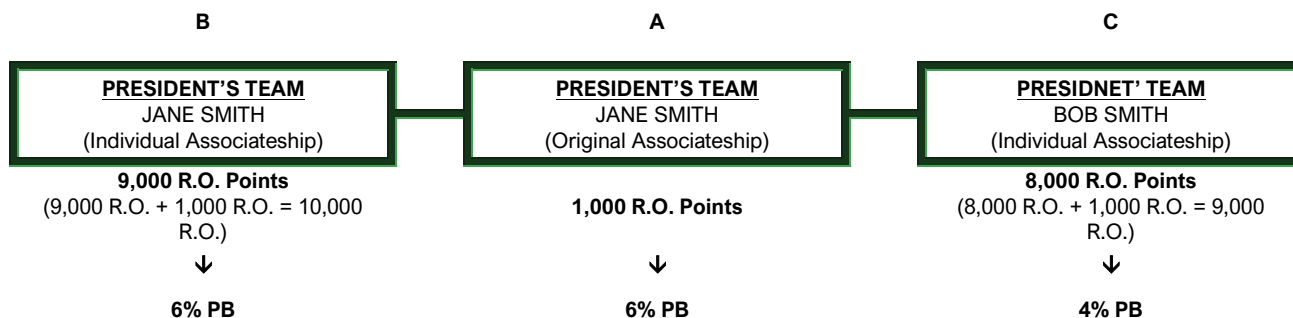 B
A
C
PRESIDENT’S TEAM
JANE SMITH
(Individual Associateship)
PRESIDENT’S TEAM
JANE SMITH
(Original Associateship)
PRESIDNET’ TEAM
BOB SMITH
(Individual Associateship)
9,000 R.O. Points
(9,000 R.O. + 1,000 R.O. = 10,000
R.O.)
1,000 R.O. Points
8,000 R.O. Points
(8,000 R.O. + 1,000 R.O. = 9,000
R.O.)
6% PB
6% PB
4% PB